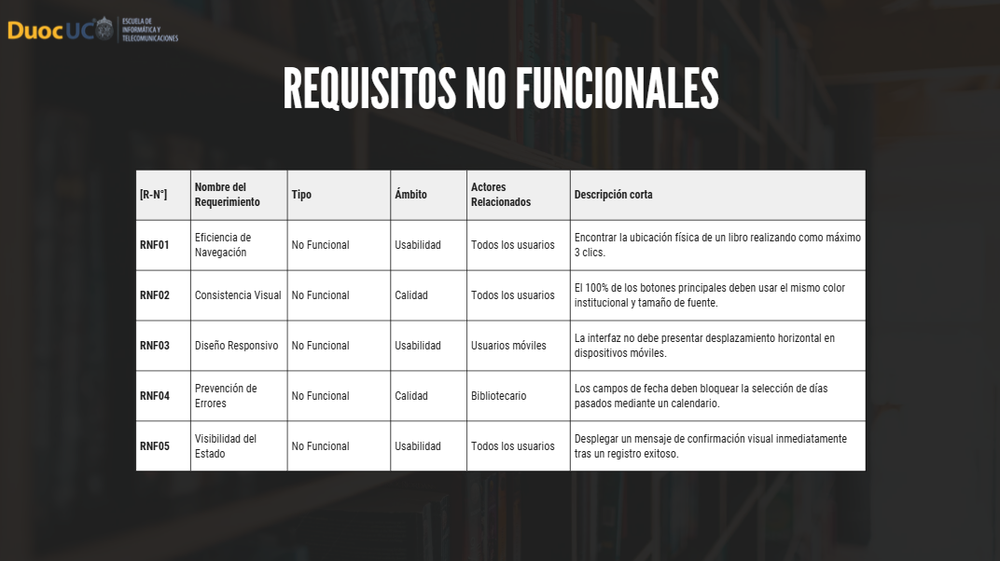 DuocUC
ESCUELA DE
INFORMÁTICA Y
TELECOMUNICACIONES
REQUISITOS NO FUNCIONALES
[R-N°]
Nombre del
Requerimiento
Tipo
Ámbito
Actores
Relacionados
Descripción corta
RNF01
Eficiencia de
Navegación
No Funcional
Usabilidad
Todos los usuarios
Encontrar la ubicación física de un libro realizando como máximo
3 clics.
RNF02
Consistencia Visual
No Funcional
Calidad
Todos los usuarios
El 100% de los botones principales deben usar el mismo color
institucional y tamaño de fuente.
RNF03
Diseño Responsivo
No Funcional
Usabilidad
Usuarios móviles
La interfaz no debe presentar desplazamiento horizontal en
dispositivos móviles.
RNF04
Prevención de
Errores
No Funcional
Calidad
Bibliotecario
Los campos de fecha deben bloquear la selección de días
pasados mediante un calendario.
RNF05
Visibilidad del
Estado
No Funcional
Usabilidad
Todos los usuarios
Desplegar un mensaje de confirmación visual inmediatamente
tras un registro exitoso.